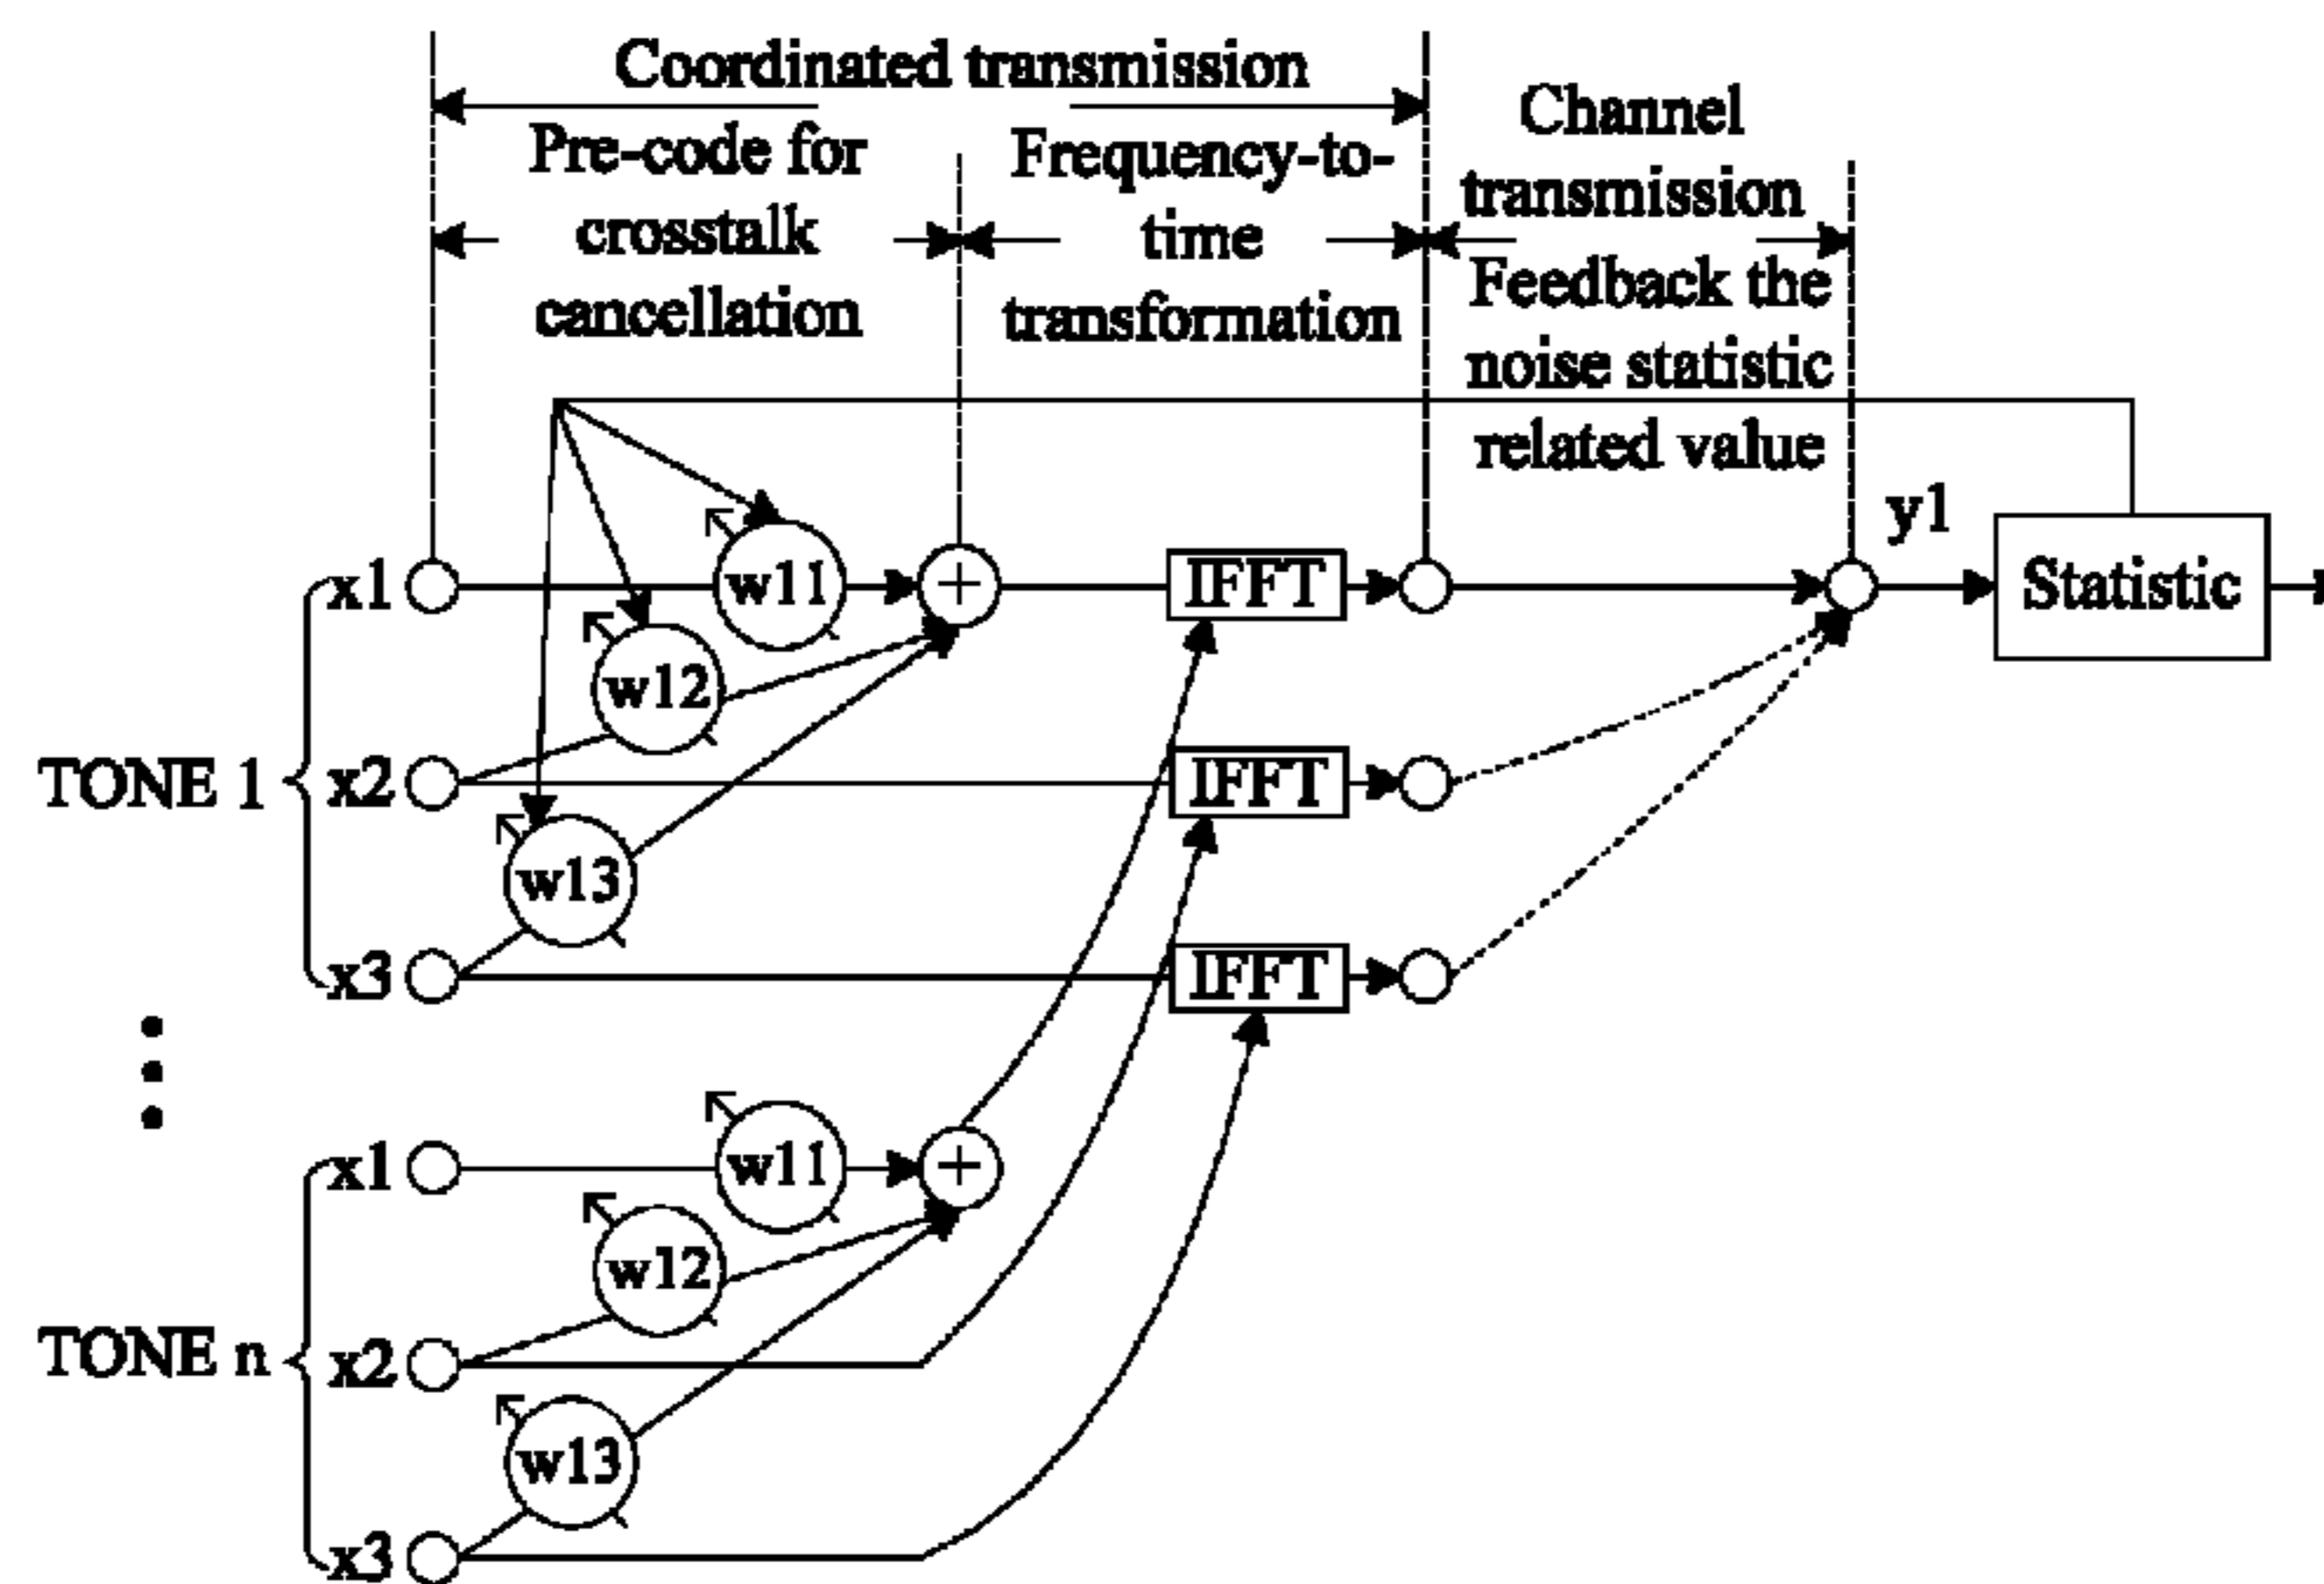 Coordinated transmission
Pre-code for
crosstalk
cancellation
Frequency-to-
time
transformation
Channel
transmission
Feedback the
noise statistic
related value
y1
x1
w11
+
IFFT
Statistic
w12
TONE 1
x2
IFFT
w13
x3
IFFT
x1
w11
+
w12
TONE n
x2
w13
x3